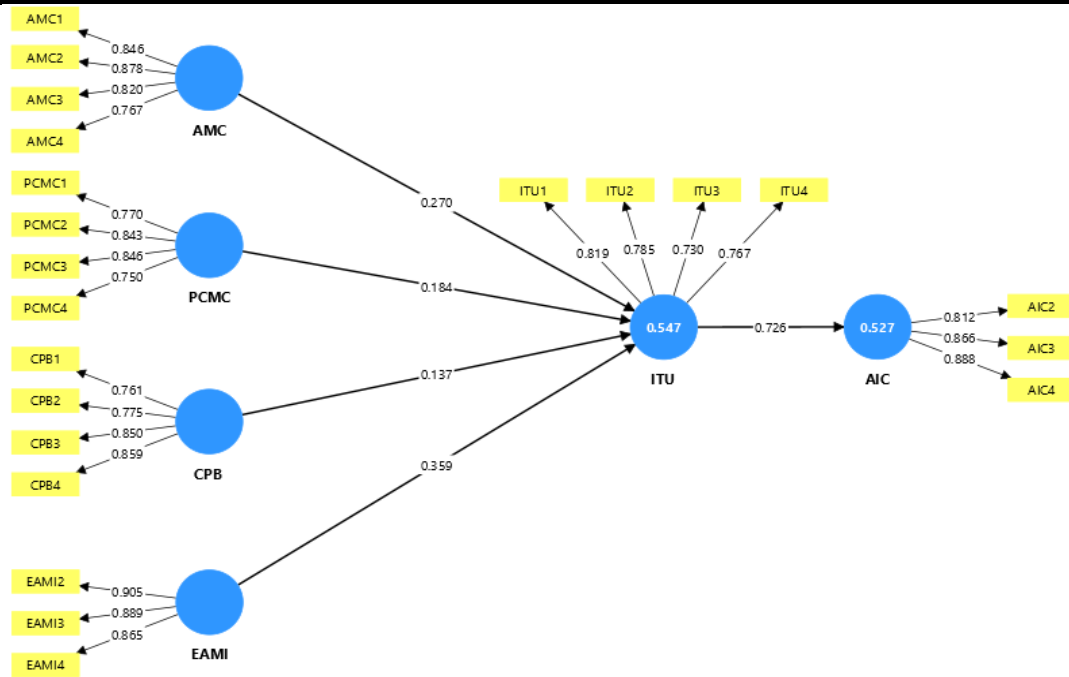 AMC1
AMC2
AMC3
AMC4
0.846
0.878
0.820
0.767
AMC
PCMC1
PCMC2
PCMC3
PCMC4
0.770
0.843
0.846
0.750
PCMC
CPB1
CPB2
CPB3
CPB4
0.761
0.775
0.850
0.859
CPB
EAMI2
EAMI3
EAMI4
0.905
0.889
0.865
EAMI
0.270
0.184
0.137
0.359
ITU1
ITU2
ITU3
ITU4
0.819
0.785
0.730
0.767
0.547
ITU
0.726
0.527
AIC
0.812
0.866
0.888
AIC2
AIC3
AIC4